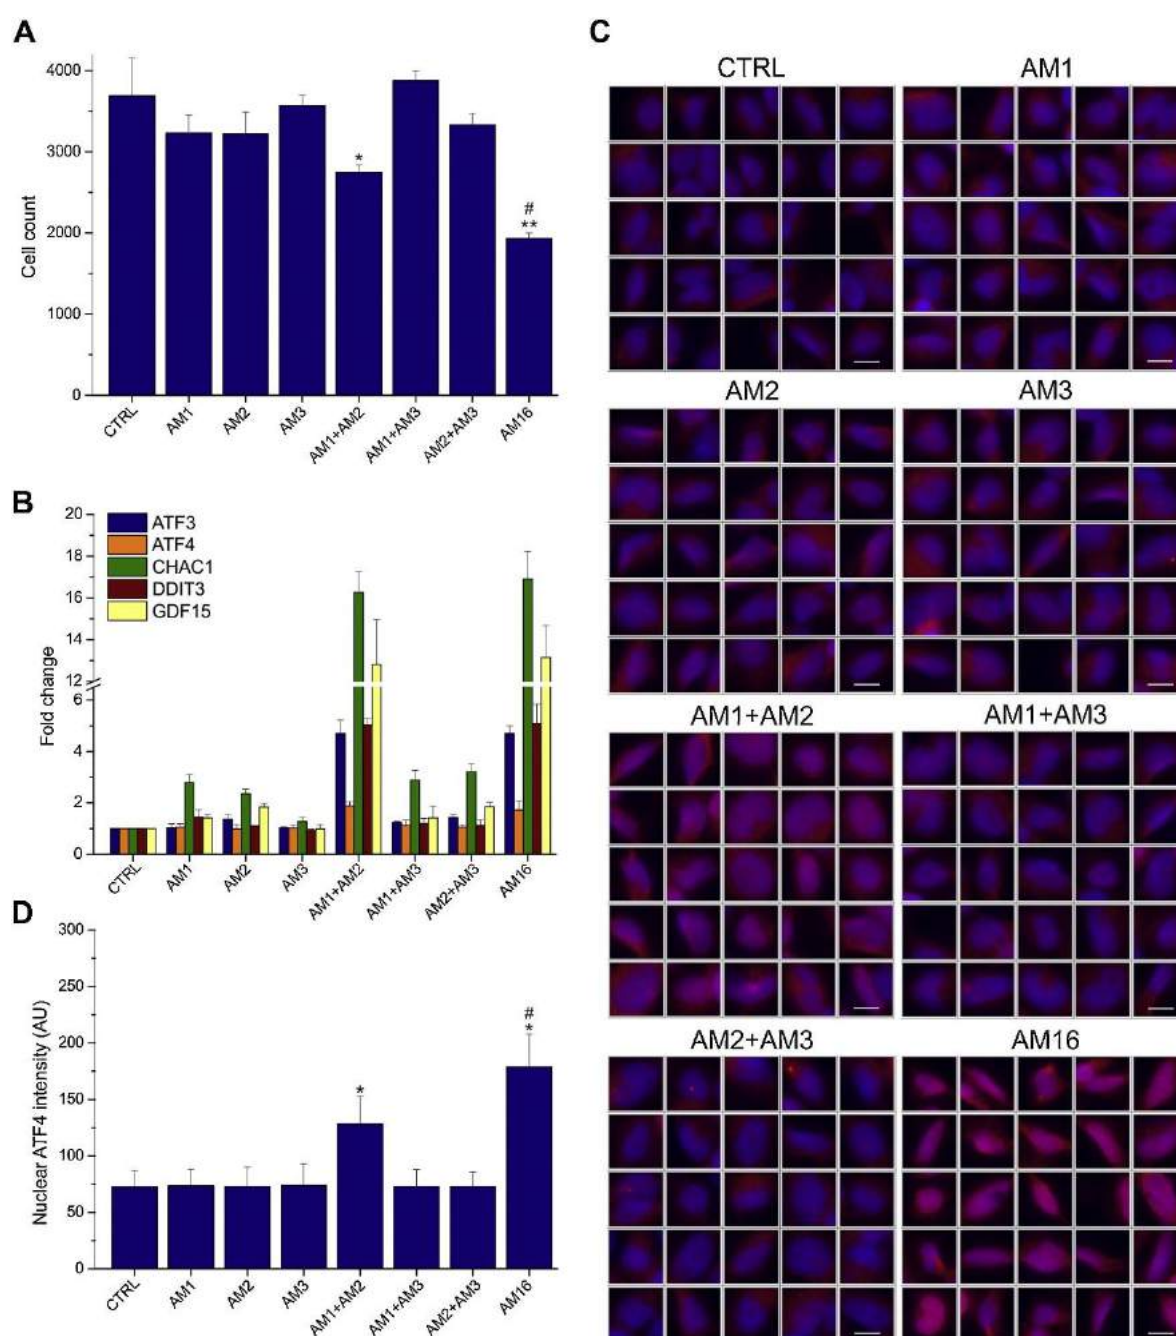 A
4000
3000
2000
1000
0
Cell count
*
#
**
CTRL
AM1
AM2
AM3
AM1+AM2
AM1+AM3
AM2+AM3
AM16
B
20
18
16
14
12
6
4
2
0
Fold change
ATF3
ATF4
CHAC1
DDIT3
GDF15
CTRL
AM1
AM2
AM3
AM1+AM2
AM1+AM3
AM2+AM3
AM16
D
300
250
200
150
100
50
0
Nuclear ATF4 intensity (AU)
*
#
*
CTRL
AM1
AM2
AM3
AM1+AM2
AM1+AM3
AM2+AM3
AM16
C
CTRL
AM1
AM2
AM3
AM1+AM2
AM1+AM3
AM2+AM3
AM16